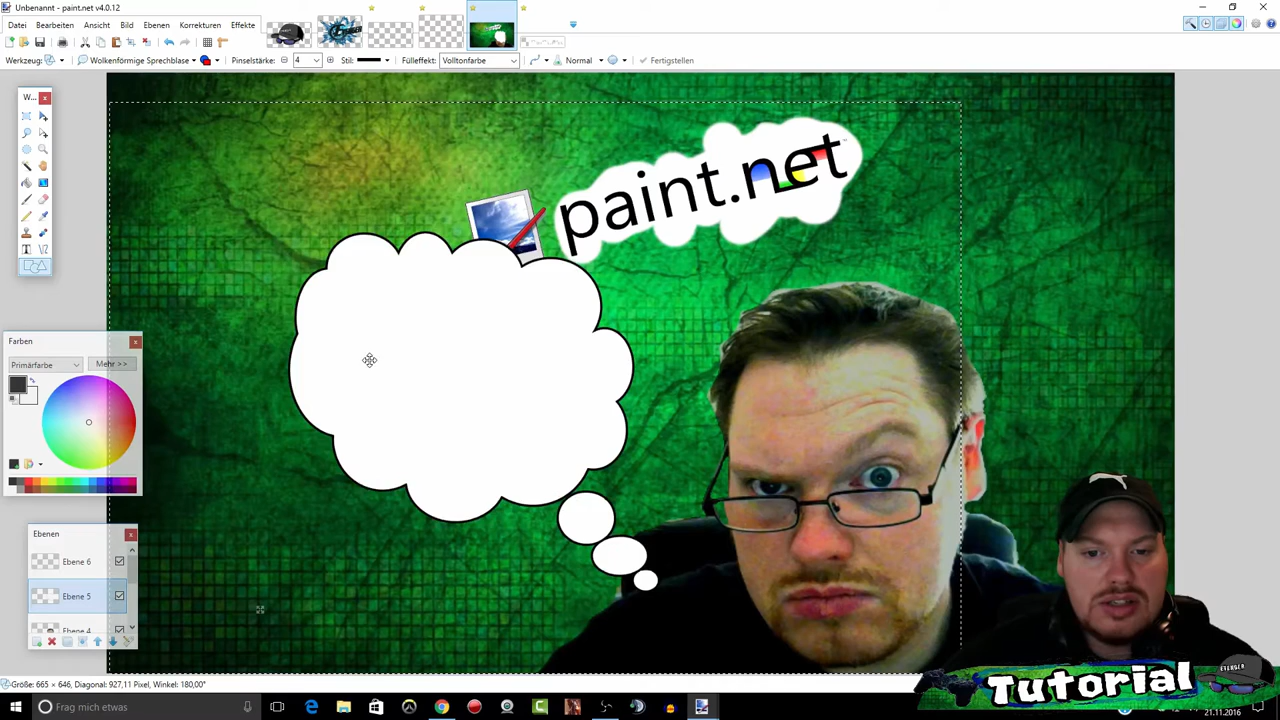 Unbenannt - paint.net v4.0.12
Datei Bearbeiten Ansicht Bild Ebenen Korrekturen Effekte
Werkzeug: Wolkenförmige Sprechblase Pinselstärke: 4 Stil: Fülleffekt: Volltonfarbe Normal Fertigstellen
W...
paint.net
Farben
Primärfarbe Mehr >>
Ebenen
Ebene 6
Ebene 5
Ebene 4
ETERGER
Tutorial
Größe: 665 × 646, Diagonal: 927,11 Pixel, Winkel: 180,00°
Frag mich etwas
21.11.2016